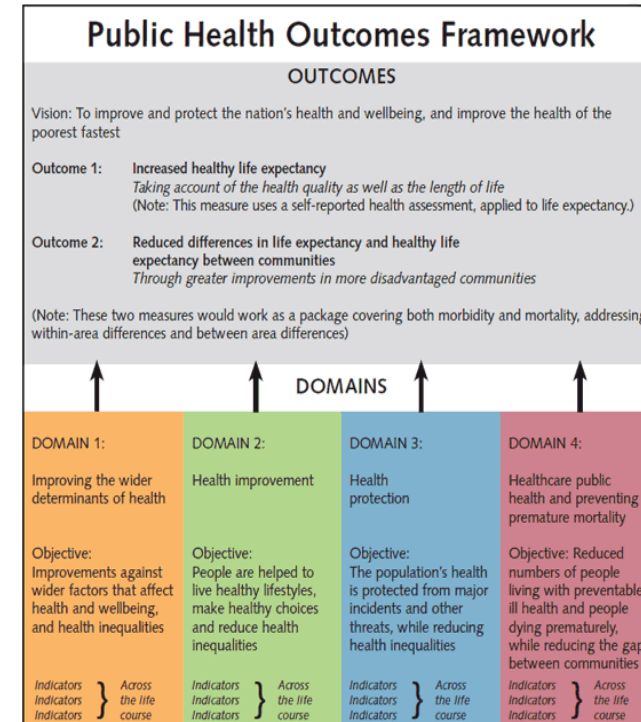 Public Health Outcomes Framework
OUTCOMES
Vision: To improve and protect the nation's health and wellbeing, and improve the health of the
poorest fastest
Outcome 1: Increased healthy life expectancy
Taking account of the health quality as well as the length of life
(Note: This measure uses a self-reported health assessment, applied to life expectancy.)
Outcome 2: Reduced differences in life expectancy and healthy life
expectancy between communities
Through greater improvements in more disadvantaged communities
(Note: These two measures would work as a package covering both morbidity and mortality, addressing
within-area differences and between area differences)
DOMAINS
DOMAIN 1:
Improving the wider
determinants of health
Objective:
Improvements against
wider factors that affect
health and wellbeing,
and health inequalities
Indicators } Across
Indicators } the life
Indicators } course
DOMAIN 2:
Health improvement
Objective:
People are helped to
live healthy lifestyles,
make healthy choices
and reduce health
inequalities
Indicators } Across
Indicators } the life
Indicators } course
DOMAIN 3:
Health
protection
Objective:
The population's health
is protected from major
incidents and other
threats, while reducing
health inequalities
Indicators } Across
Indicators } the life
Indicators } course
DOMAIN 4:
Healthcare public
health and preventing
premature mortality
Objective: Reduced
numbers of people
living with preventable
ill health and people
dying prematurely,
while reducing the gap
between communities
Indicators } Across
Indicators } the life
Indicators } course